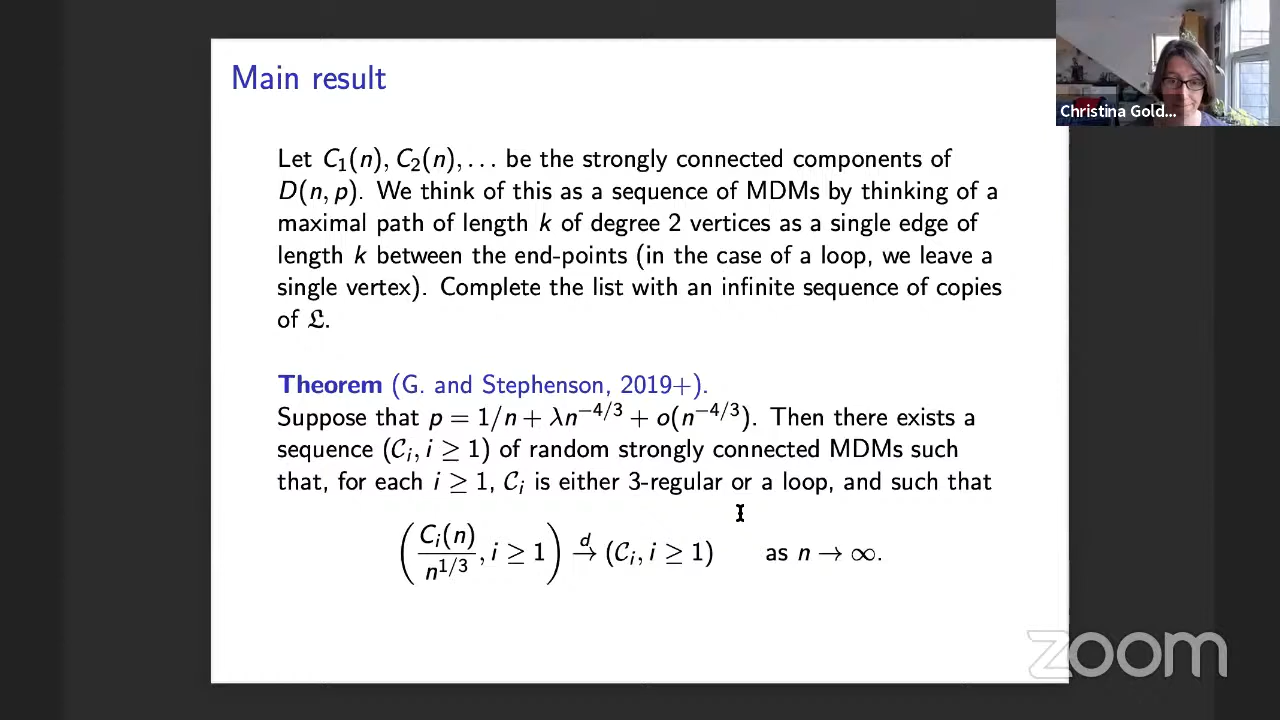 Main result
Let C₁(n), C₂(n), . . . be the strongly connected components of
D(n, p). We think of this as a sequence of MDMs by thinking of a
maximal path of length k of degree 2 vertices as a single edge of
length k between the end-points (in the case of a loop, we leave a
single vertex). Complete the list with an infinite sequence of copies
of 𝔏.
Theorem (G. and Stephenson, 2019+).
Suppose that p = 1/n + λn^{−4/3} + o(n^{−4/3}). Then there exists a
sequence (𝒞ᵢ, i ≥ 1) of random strongly connected MDMs such
that, for each i ≥ 1, 𝒞ᵢ is either 3-regular or a loop, and such that
(Cᵢ(n)/n^{1/3}, i ≥ 1) →^d (𝒞ᵢ, i ≥ 1) as n → ∞.
Christina Gold...
zoom